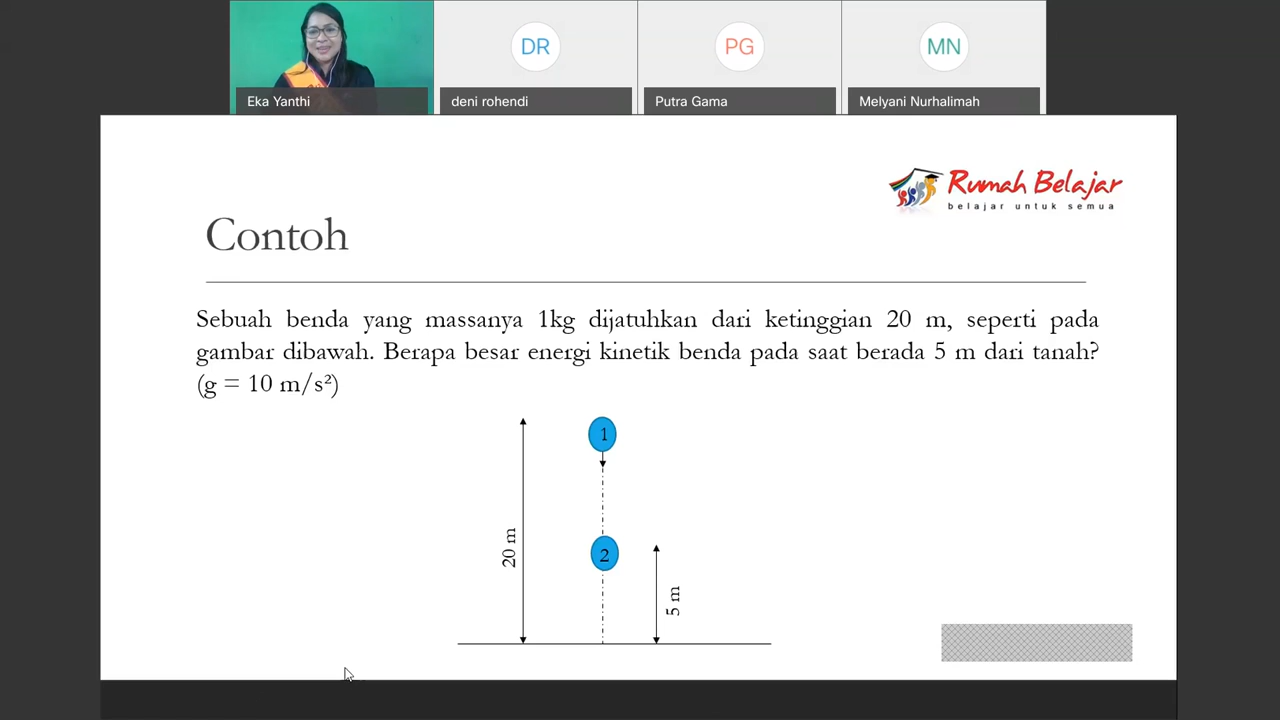 DR
PG
MN
Eka Yanthi
deni rohendi
Putra Gama
Melyani Nurhalimah
Rumah Belajar
belajar untuk semua
Contoh
Sebuah benda yang massanya 1kg dijatuhkan dari ketinggian 20 m, seperti pada
gambar dibawah. Berapa besar energi kinetik benda pada saat berada 5 m dari tanah?
(g = 10 m/s²)
1
20 m
2
5 m